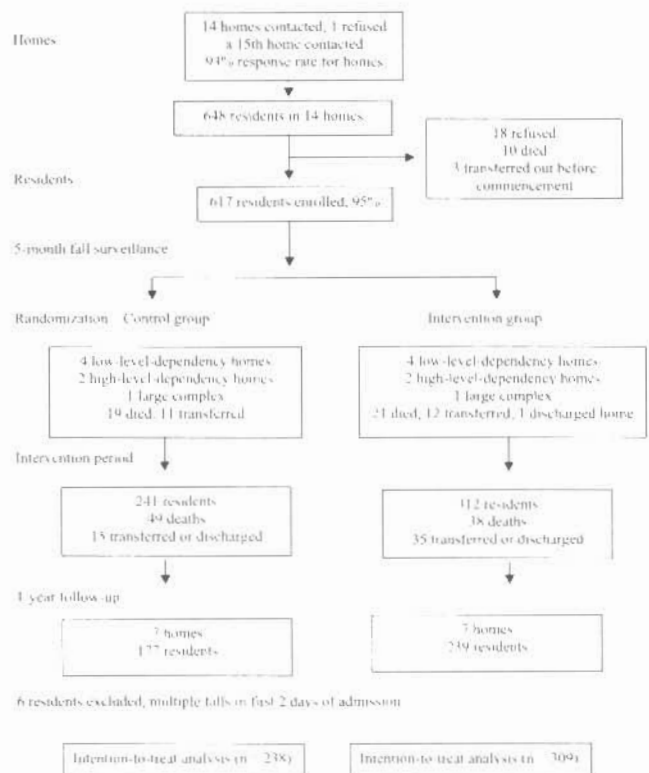 Homes
14 homes contacted, 1 refused
a 15th home contacted
94% response rate for homes
648 residents in 14 homes
18 refused
10 died
3 transferred out before
commencement
Residents
617 residents enrolled, 95%
5-month fall surveillance
Randomization Control group
Intervention group
4 low-level-dependency homes
2 high-level-dependency homes
1 large complex
19 died, 11 transferred
4 low-level-dependency homes
2 high-level-dependency homes
1 large complex
21 died, 12 transferred, 1 discharged home
Intervention period
241 residents
49 deaths
15 transferred or discharged
312 residents
38 deaths
35 transferred or discharged
1 year follow-up
7 homes
177 residents
7 homes
239 residents
6 residents excluded, multiple falls in first 2 days of admission
Intention-to-treat analysis (n 238)
Intention-to treat analysis (n 309)